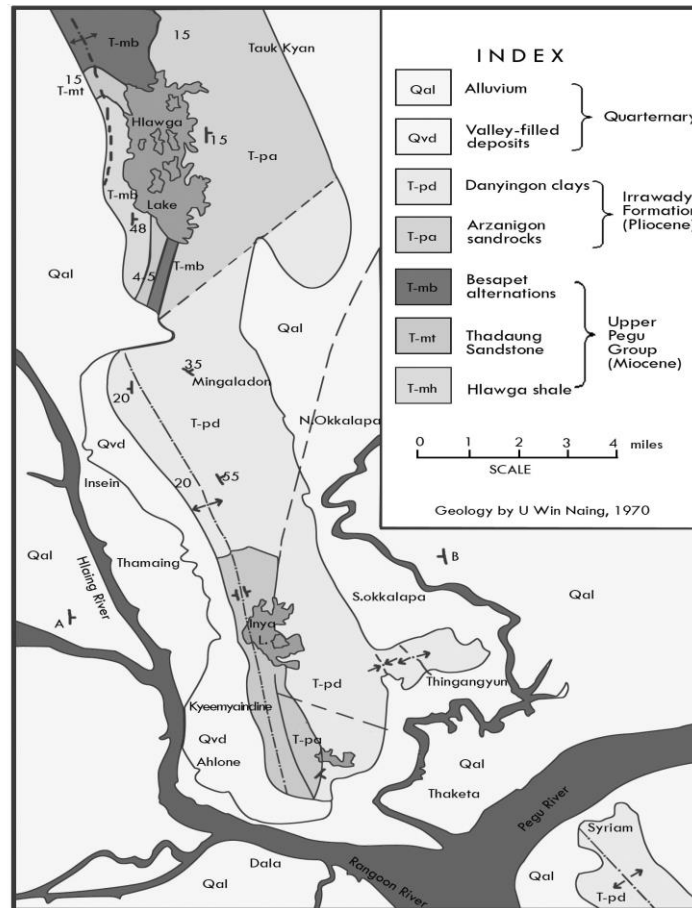 T-mb
15
Tauk Kyan
15
T-mt
Hlawga
15
T-pa
T-mb
Lake
48
T-mb
4-5
Qal
Qal
35
Mingaladon
20
T-pd
N.Okkalapa
Qvd
20
55
Insein
Qal
Thamaing
Hlaing River
A
B
S.okkalapa
Qal
Inya
L.
T-pd
Thingangyun
Kyeemyaindine
Qvd
T-pa
Ahlone
Qal
Thaketa
Pegu River
Syriam
Dala
Qal
Rangoon River
Qal
T-pd
INDEX
Qal Alluvium
Qvd Valley-filled
deposits
Quarternary
T-pd Danyingon clays
T-pa Arzanigon
sandrocks
Irrawady
Formation
(Pliocene)
T-mb Besapet
alternations
T-mt Thadaung
Sandstone
T-mh Hlawga shale
Upper
Pegu
Group
(Miocene)
0 1 2 3 4 miles
SCALE
Geology by U Win Naing, 1970